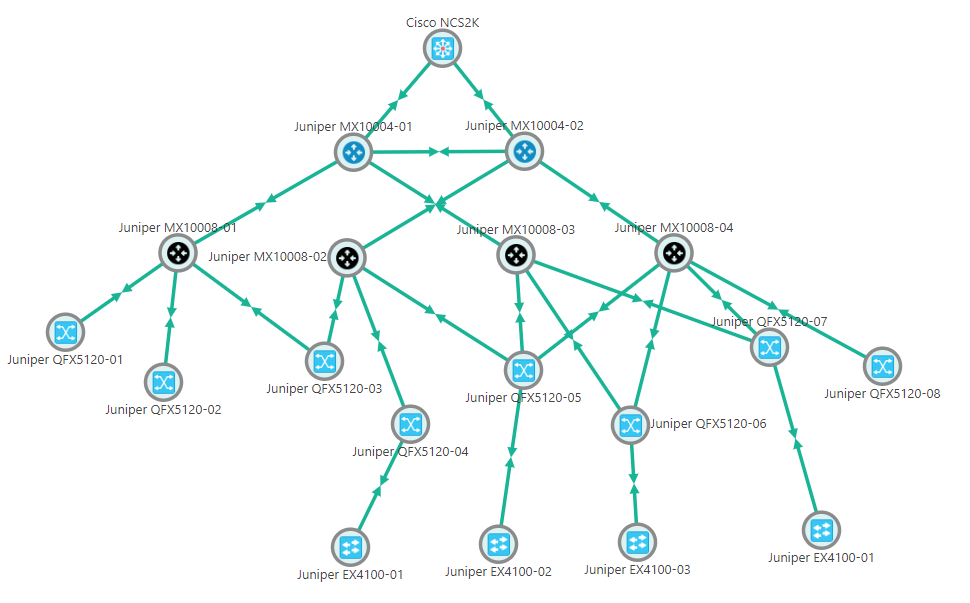 Cisco NCS2K
Juniper MX10004-01
Juniper MX10004-02
Juniper MX10008-01
Juniper MX10008-02
Juniper MX10008-03
Juniper MX10008-04
Juniper QFX5120-07
Juniper QFX5120-01
Juniper QFX5120-02
Juniper QFX5120-03
Juniper QFX5120-05
Juniper QFX5120-08
Juniper QFX5120-04
Juniper QFX5120-06
Juniper EX4100-01
Juniper EX4100-02
Juniper EX4100-03
Juniper EX4100-01